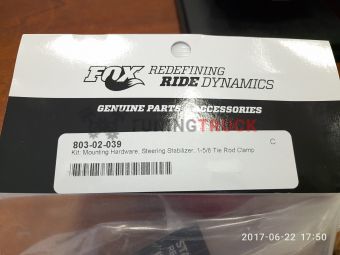 FOX REDEFINING
RIDE DYNAMICS
GENUINE PARTS & ACCESSORIES
TUNINGTRUCK
803-02-039 C
Kit: Mounting Hardware, Steering Stabilizer, 1-5/8 Tie Rod Clamp
2017-06-22 17:50